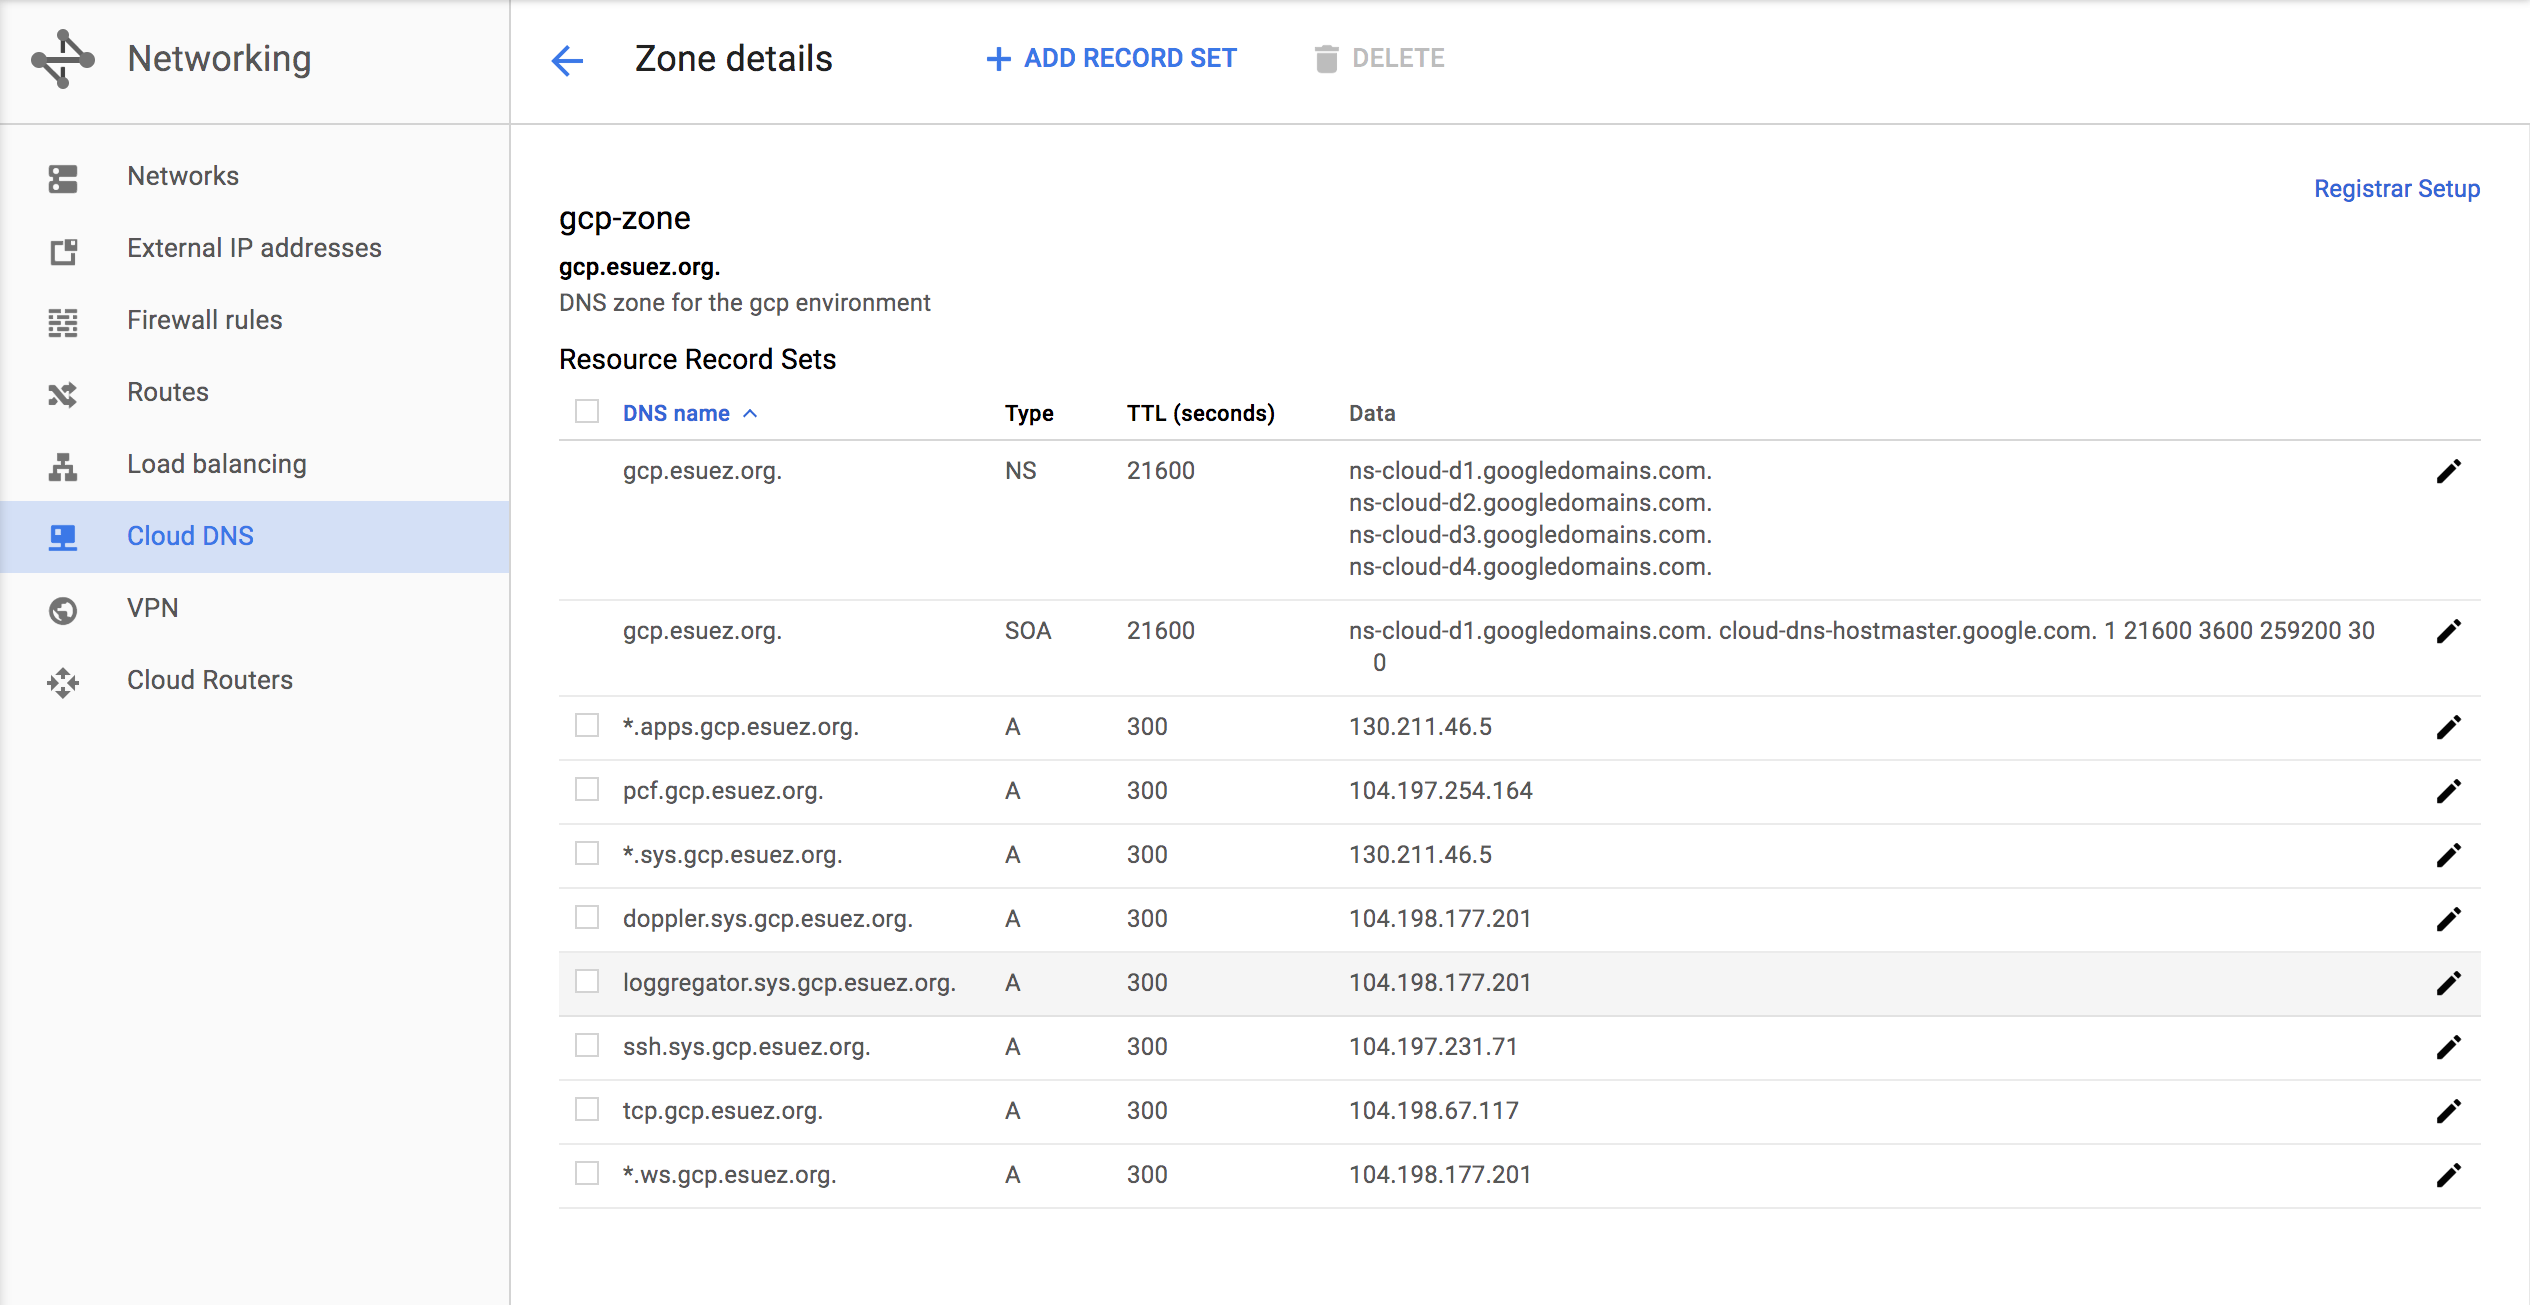 Networking
Zone details
ADD RECORD SET
DELETE
Networks
External IP addresses
Firewall rules
Routes
Load balancing
Cloud DNS
VPN
Cloud Routers
Registrar Setup
gcp-zone
gcp.esuez.org.
DNS zone for the gcp environment
Resource Record Sets
DNS name Type TTL (seconds) Data
gcp.esuez.org. NS 21600 ns-cloud-d1.googledomains.com.
ns-cloud-d2.googledomains.com.
ns-cloud-d3.googledomains.com.
ns-cloud-d4.googledomains.com.
gcp.esuez.org. SOA 21600 ns-cloud-d1.googledomains.com. cloud-dns-hostmaster.google.com. 1 21600 3600 259200 30
0
*.apps.gcp.esuez.org. A 300 130.211.46.5
pcf.gcp.esuez.org. A 300 104.197.254.164
*.sys.gcp.esuez.org. A 300 130.211.46.5
doppler.sys.gcp.esuez.org. A 300 104.198.177.201
loggregator.sys.gcp.esuez.org. A 300 104.198.177.201
ssh.sys.gcp.esuez.org. A 300 104.197.231.71
tcp.gcp.esuez.org. A 300 104.198.67.117
*.ws.gcp.esuez.org. A 300 104.198.177.201